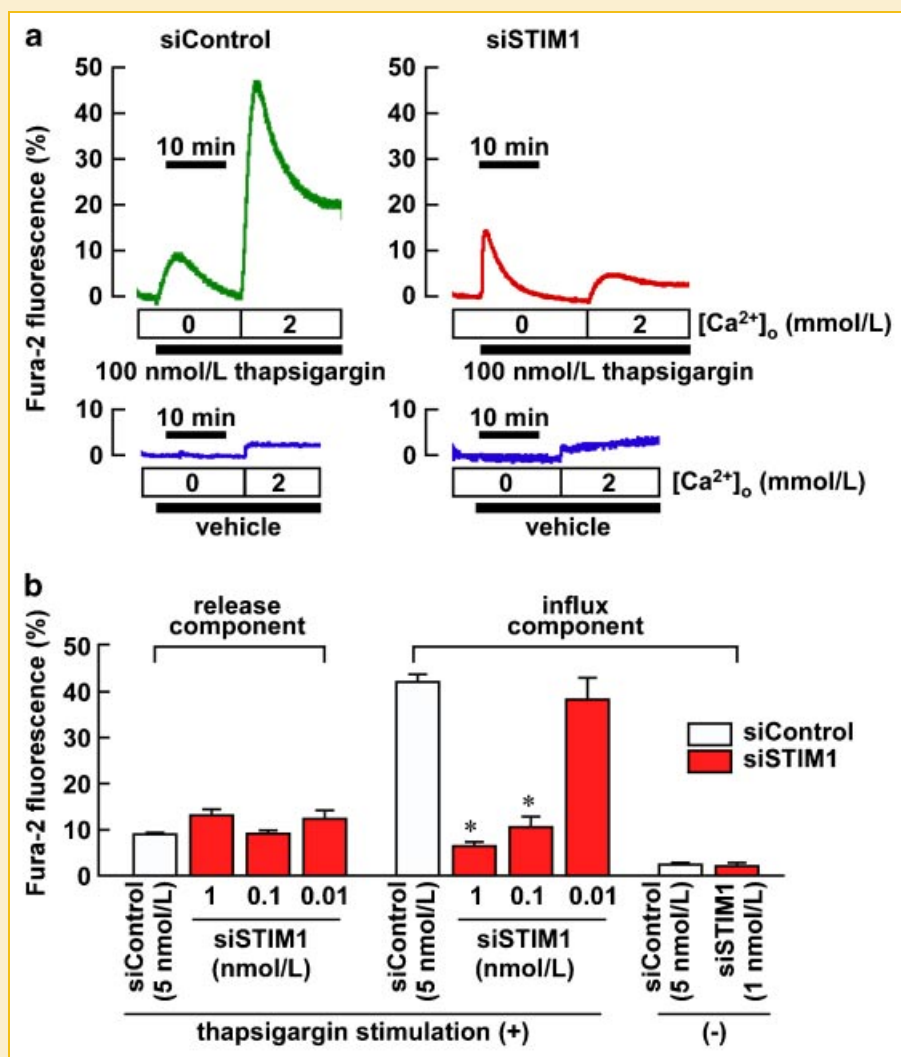 a
siControl
siSTIM1
Fura-2 fluorescence (%)
50
40
30
20
10
0
10 min
50
40
30
20
10
0
10 min
0 2
0 2 [Ca²⁺]ₒ (mmol/L)
100 nmol/L thapsigargin
100 nmol/L thapsigargin
10
0
10 min
10
0
10 min
0 2
0 2 [Ca²⁺]ₒ (mmol/L)
vehicle
vehicle
b
release
component
influx
component
Fura-2 fluorescence (%)
50
40
30
20
10
0
siControl
siSTIM1
*
*
siControl
(5 nmol/L)
1 0.1 0.01
siSTIM1
(nmol/L)
siControl
(5 nmol/L)
1 0.1 0.01
siSTIM1
(nmol/L)
siControl
(5 nmol/L)
siSTIM1
(1 nmol/L)
thapsigargin stimulation (+)
(-)